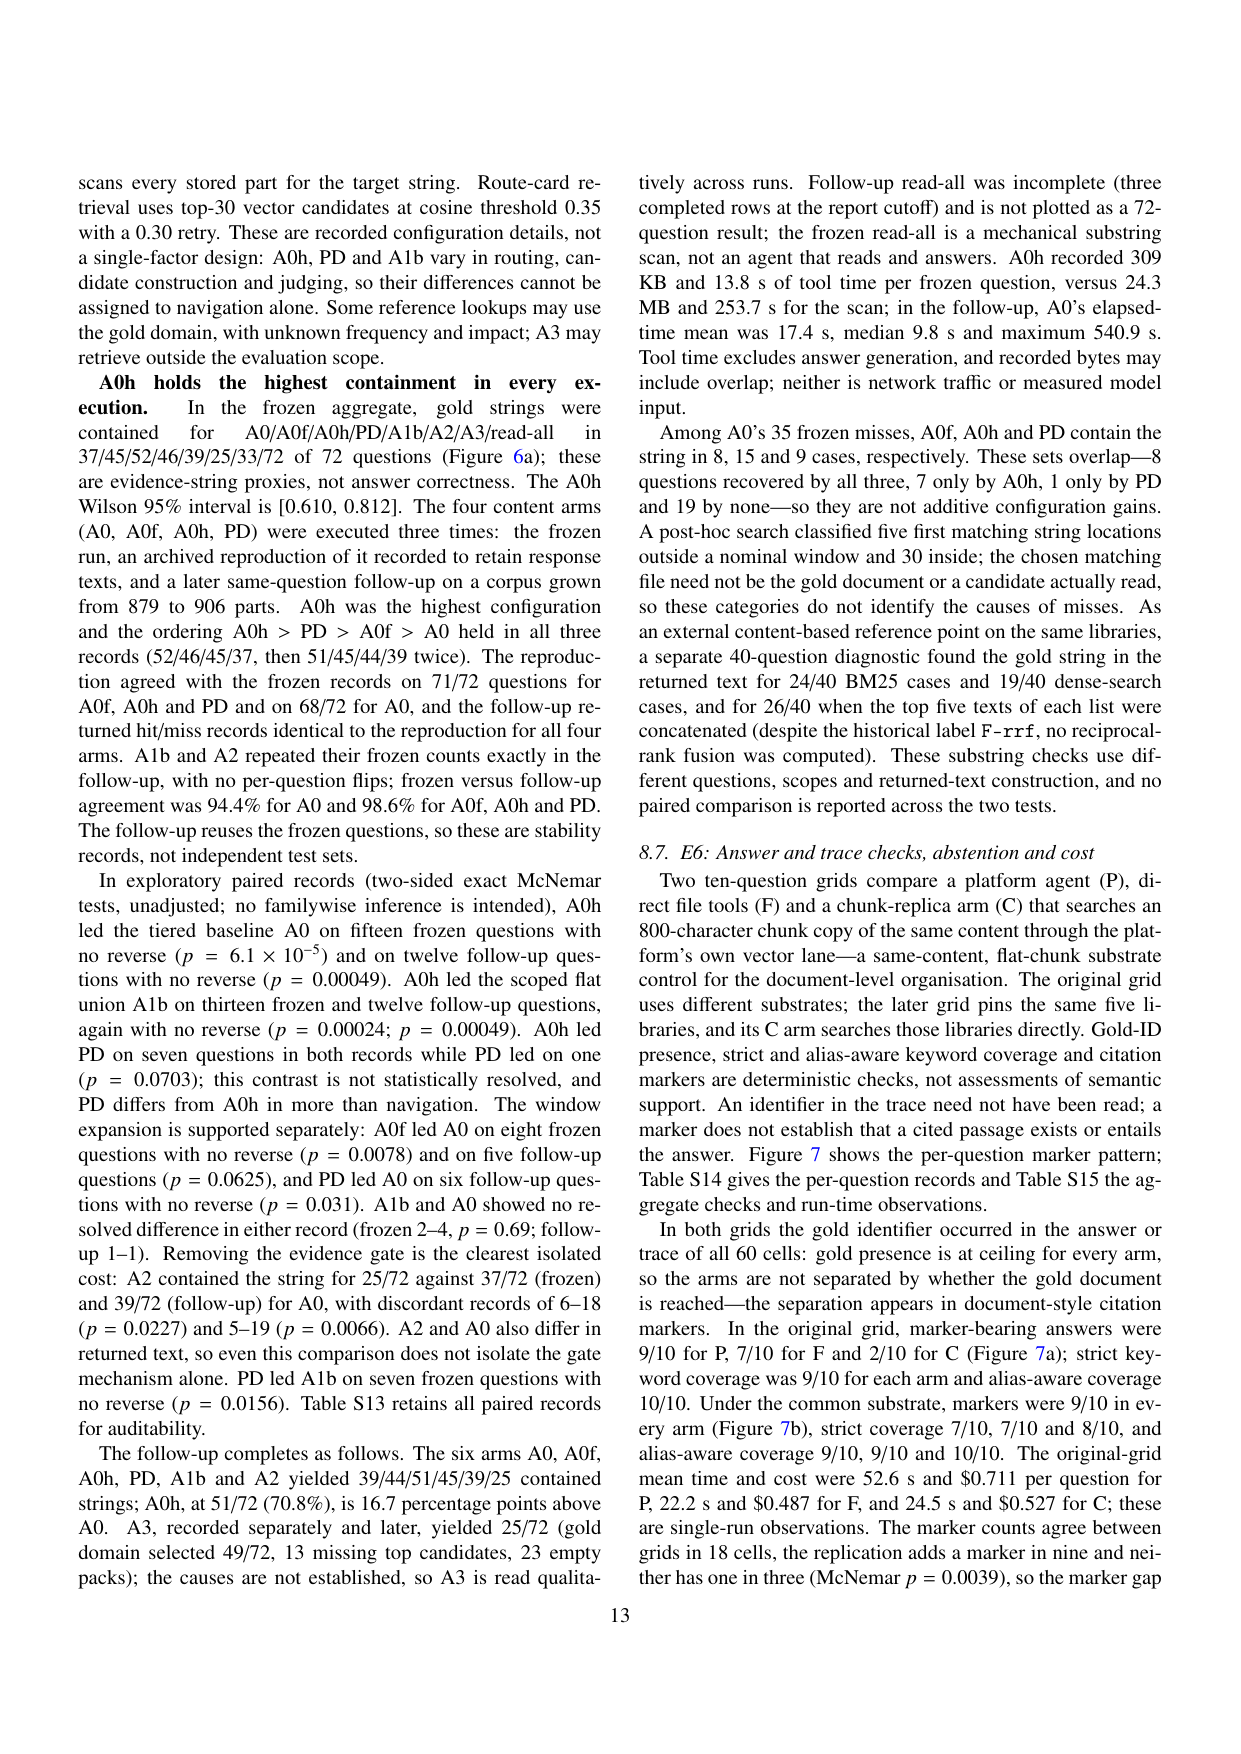 scans every stored part for the target string. Route-card re-
trieval uses top-30 vector candidates at cosine threshold 0.35
with a 0.30 retry. These are recorded configuration details, not
a single-factor design: A0h, PD and A1b vary in routing, can-
didate construction and judging, so their differences cannot be
assigned to navigation alone. Some reference lookups may use
the gold domain, with unknown frequency and impact; A3 may
retrieve outside the evaluation scope.
A0h holds the highest containment in every ex-
ecution. In the frozen aggregate, gold strings were
contained for A0/A0f/A0h/PD/A1b/A2/A3/read-all in
37/45/52/46/39/25/33/72 of 72 questions (Figure 6a); these
are evidence-string proxies, not answer correctness. The A0h
Wilson 95% interval is [0.610, 0.812]. The four content arms
(A0, A0f, A0h, PD) were executed three times: the frozen
run, an archived reproduction of it recorded to retain response
texts, and a later same-question follow-up on a corpus grown
from 879 to 906 parts. A0h was the highest configuration
and the ordering A0h > PD > A0f > A0 held in all three
records (52/46/45/37, then 51/45/44/39 twice). The reproduc-
tion agreed with the frozen records on 71/72 questions for
A0f, A0h and PD and on 68/72 for A0, and the follow-up re-
turned hit/miss records identical to the reproduction for all four
arms. A1b and A2 repeated their frozen counts exactly in the
follow-up, with no per-question flips; frozen versus follow-up
agreement was 94.4% for A0 and 98.6% for A0f, A0h and PD.
The follow-up reuses the frozen questions, so these are stability
records, not independent test sets.
In exploratory paired records (two-sided exact McNemar
tests, unadjusted; no familywise inference is intended), A0h
led the tiered baseline A0 on fifteen frozen questions with
no reverse (p = 6.1 × 10⁻⁵) and on twelve follow-up ques-
tions with no reverse (p = 0.00049). A0h led the scoped flat
union A1b on thirteen frozen and twelve follow-up questions,
again with no reverse (p = 0.00024; p = 0.00049). A0h led
PD on seven questions in both records while PD led on one
(p = 0.0703); this contrast is not statistically resolved, and
PD differs from A0h in more than navigation. The window
expansion is supported separately: A0f led A0 on eight frozen
questions with no reverse (p = 0.0078) and on five follow-up
questions (p = 0.0625), and PD led A0 on six follow-up ques-
tions with no reverse (p = 0.031). A1b and A0 showed no re-
solved difference in either record (frozen 2–4, p = 0.69; follow-
up 1–1). Removing the evidence gate is the clearest isolated
cost: A2 contained the string for 25/72 against 37/72 (frozen)
and 39/72 (follow-up) for A0, with discordant records of 6–18
(p = 0.0227) and 5–19 (p = 0.0066). A2 and A0 also differ in
returned text, so even this comparison does not isolate the gate
mechanism alone. PD led A1b on seven frozen questions with
no reverse (p = 0.0156). Table S13 retains all paired records
for auditability.
The follow-up completes as follows. The six arms A0, A0f,
A0h, PD, A1b and A2 yielded 39/44/51/45/39/25 contained
strings; A0h, at 51/72 (70.8%), is 16.7 percentage points above
A0. A3, recorded separately and later, yielded 25/72 (gold
domain selected 49/72, 13 missing top candidates, 23 empty
packs); the causes are not established, so A3 is read qualita-
tively across runs. Follow-up read-all was incomplete (three
completed rows at the report cutoff) and is not plotted as a 72-
question result; the frozen read-all is a mechanical substring
scan, not an agent that reads and answers. A0h recorded 309
KB and 13.8 s of tool time per frozen question, versus 24.3
MB and 253.7 s for the scan; in the follow-up, A0's elapsed-
time mean was 17.4 s, median 9.8 s and maximum 540.9 s.
Tool time excludes answer generation, and recorded bytes may
include overlap; neither is network traffic or measured model
input.
Among A0's 35 frozen misses, A0f, A0h and PD contain the
string in 8, 15 and 9 cases, respectively. These sets overlap—8
questions recovered by all three, 7 only by A0h, 1 only by PD
and 19 by none—so they are not additive configuration gains.
A post-hoc search classified five first matching string locations
outside a nominal window and 30 inside; the chosen matching
file need not be the gold document or a candidate actually read,
so these categories do not identify the causes of misses. As
an external content-based reference point on the same libraries,
a separate 40-question diagnostic found the gold string in the
returned text for 24/40 BM25 cases and 19/40 dense-search
cases, and for 26/40 when the top five texts of each list were
concatenated (despite the historical label F-rrf, no reciprocal-
rank fusion was computed). These substring checks use dif-
ferent questions, scopes and returned-text construction, and no
paired comparison is reported across the two tests.
8.7. E6: Answer and trace checks, abstention and cost
Two ten-question grids compare a platform agent (P), di-
rect file tools (F) and a chunk-replica arm (C) that searches an
800-character chunk copy of the same content through the plat-
form's own vector lane—a same-content, flat-chunk substrate
control for the document-level organisation. The original grid
uses different substrates; the later grid pins the same five li-
braries, and its C arm searches those libraries directly. Gold-ID
presence, strict and alias-aware keyword coverage and citation
markers are deterministic checks, not assessments of semantic
support. An identifier in the trace need not have been read; a
marker does not establish that a cited passage exists or entails
the answer. Figure 7 shows the per-question marker pattern;
Table S14 gives the per-question records and Table S15 the ag-
gregate checks and run-time observations.
In both grids the gold identifier occurred in the answer or
trace of all 60 cells: gold presence is at ceiling for every arm,
so the arms are not separated by whether the gold document
is reached—the separation appears in document-style citation
markers. In the original grid, marker-bearing answers were
9/10 for P, 7/10 for F and 2/10 for C (Figure 7a); strict key-
word coverage was 9/10 for each arm and alias-aware coverage
10/10. Under the common substrate, markers were 9/10 in ev-
ery arm (Figure 7b), strict coverage 7/10, 7/10 and 8/10, and
alias-aware coverage 9/10, 9/10 and 10/10. The original-grid
mean time and cost were 52.6 s and $0.711 per question for
P, 22.2 s and $0.487 for F, and 24.5 s and $0.527 for C; these
are single-run observations. The marker counts agree between
grids in 18 cells, the replication adds a marker in nine and nei-
ther has one in three (McNemar p = 0.0039), so the marker gap
13